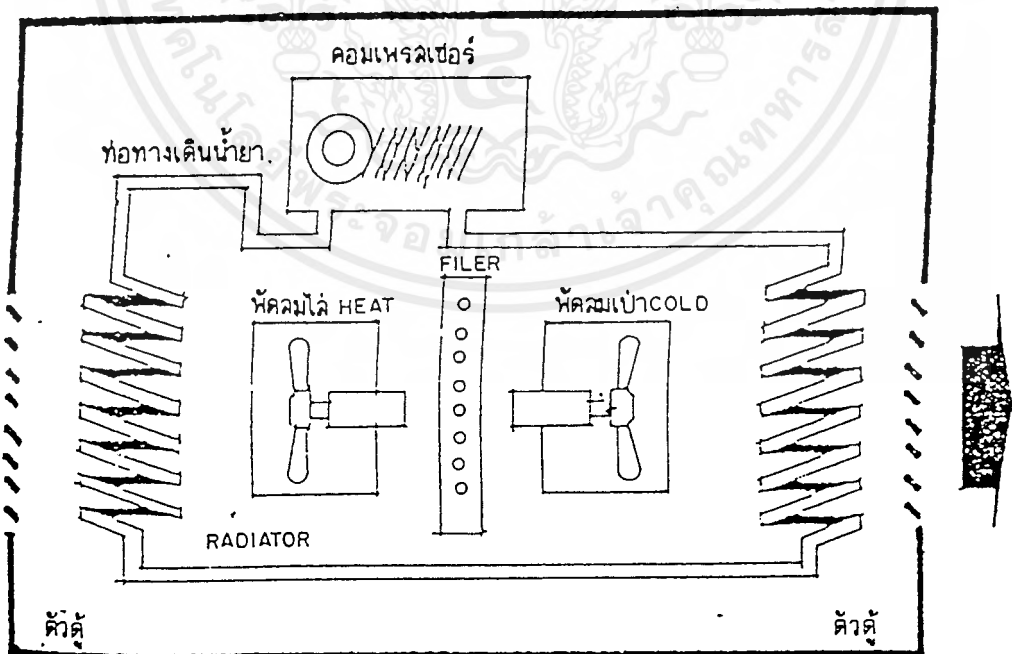 คอมเพรสเซอร์
ท่อทางเดินน้ำยา.
FILER
พัดลมไล่ HEAT
พัดลมเป่าCOLD
RADIATOR
ตัวตู้
ตัวตู้